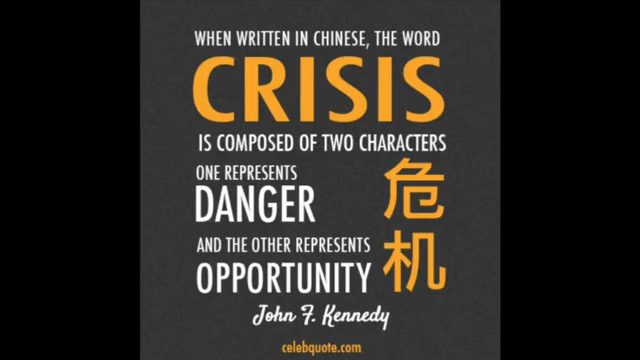 WHEN WRITTEN IN CHINESE, THE WORD
CRISIS
IS COMPOSED OF TWO CHARACTERS
ONE REPRESENTS
DANGER
危
AND THE OTHER REPRESENTS
OPPORTUNITY
机
John F. Kennedy
celebquote.com